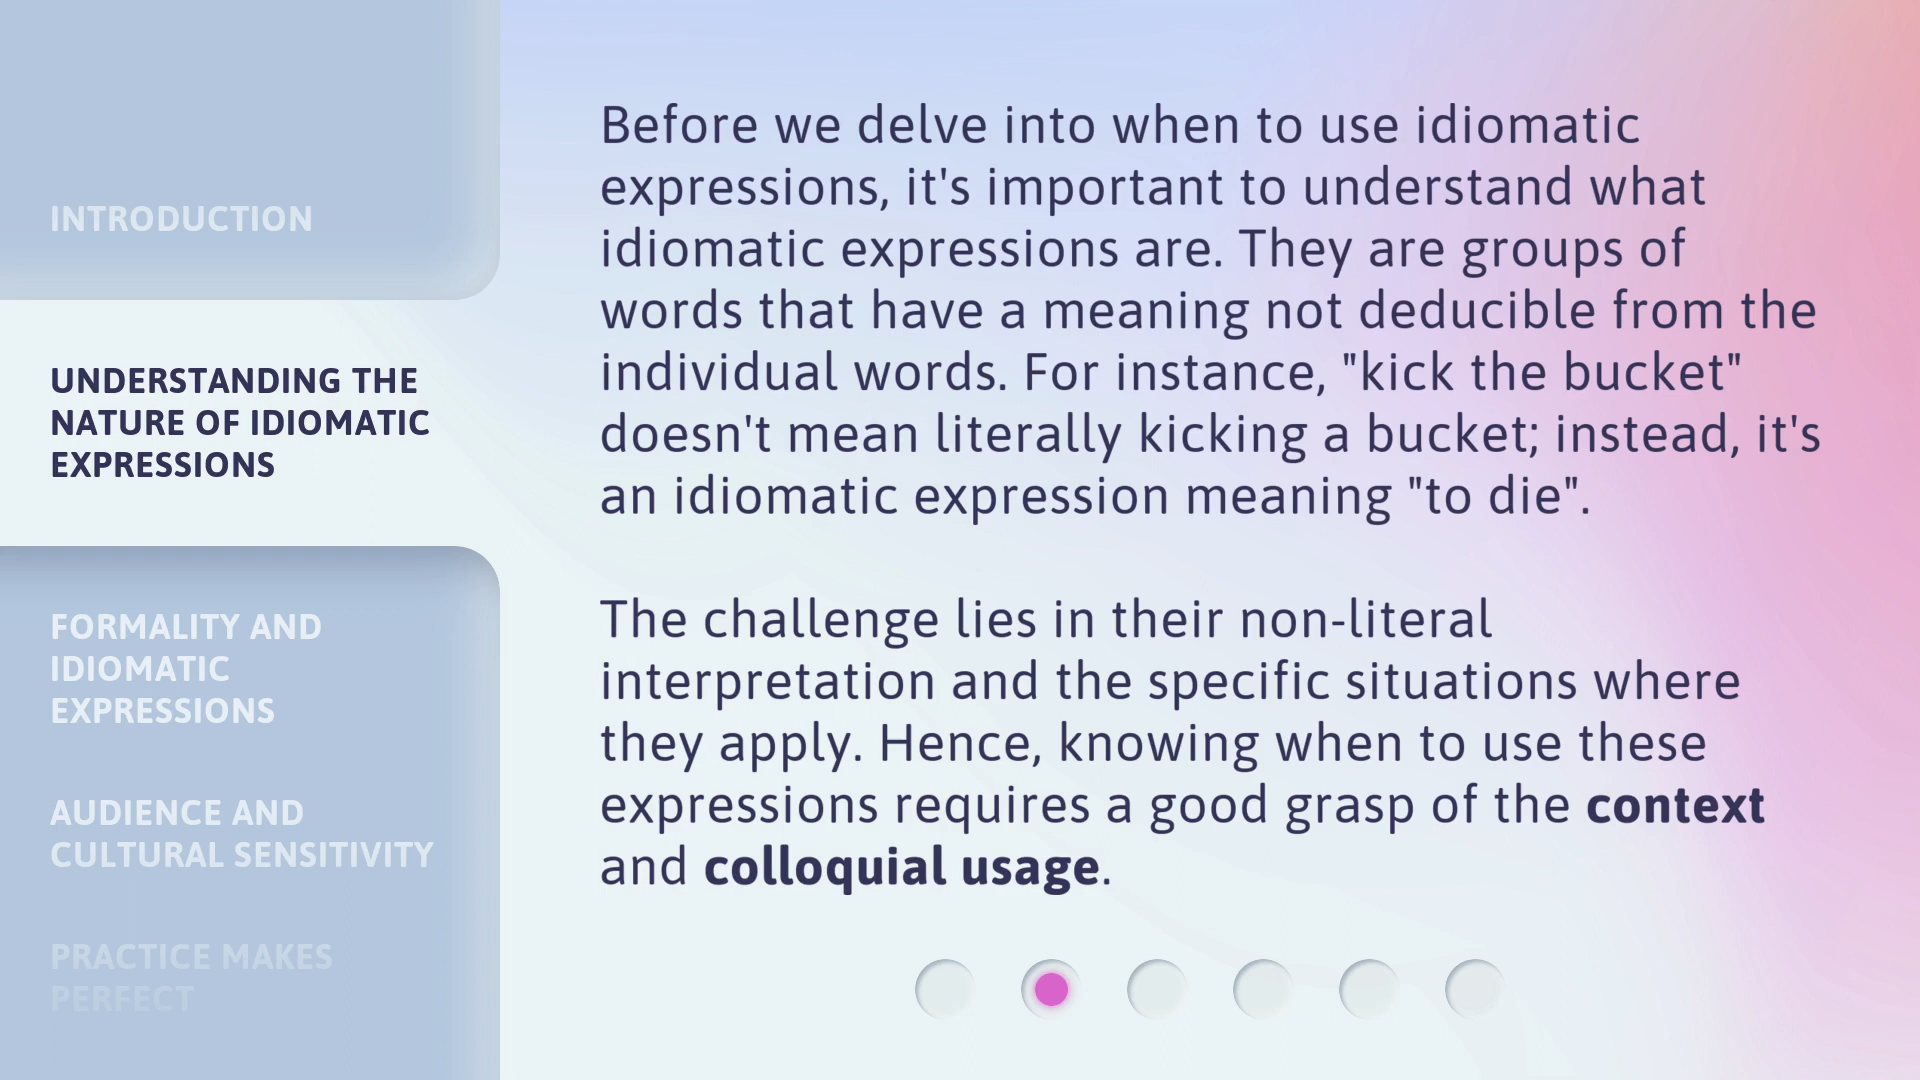 INTRODUCTION
UNDERSTANDING THE
NATURE OF IDIOMATIC
EXPRESSIONS
FORMALITY AND
IDIOMATIC
EXPRESSIONS
AUDIENCE AND
CULTURAL SENSITIVITY
PRACTICE MAKES
PERFECT
Before we delve into when to use idiomatic
expressions, it's important to understand what
idiomatic expressions are. They are groups of
words that have a meaning not deducible from the
individual words. For instance, "kick the bucket"
doesn't mean literally kicking a bucket; instead, it's
an idiomatic expression meaning "to die".
The challenge lies in their non-literal
interpretation and the specific situations where
they apply. Hence, knowing when to use these
expressions requires a good grasp of the context
and colloquial usage.